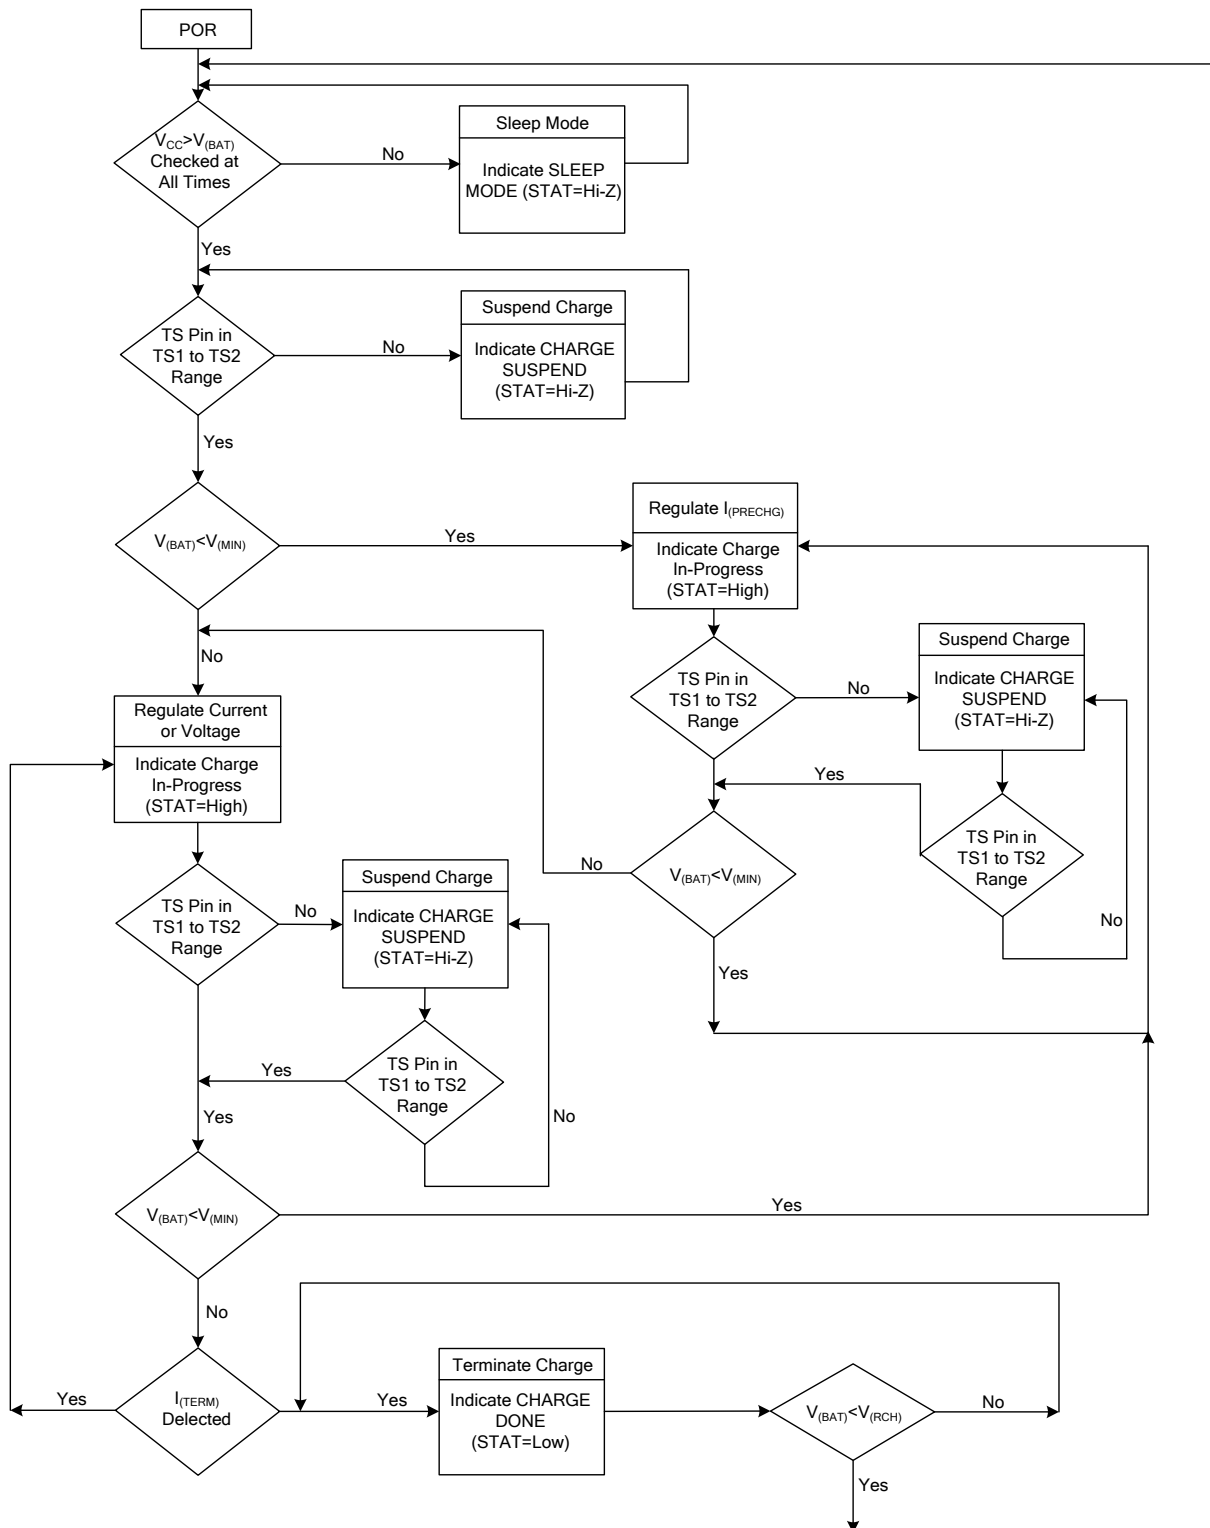 POR
V(BAT)
VCC>V(BAT)
Checked at
All Times
No
Sleep Mode
Indicate SLEEP
MODE (STAT=Hi-Z)
Yes
TS Pin in
TS1 to TS2
Range
No
Suspend Charge
Indicate CHARGE
SUSPEND
(STAT=Hi-Z)
Yes
V(BAT)<V(MIN)
Yes
Regulate I(PRECHG)
Indicate Charge
In-Progress
(STAT=High)
No
TS Pin in
TS1 to TS2
Range
No
Suspend Charge
Indicate CHARGE
SUSPEND
(STAT=Hi-Z)
Yes
TS Pin in
TS1 to TS2
Range
No
V(BAT)<V(MIN)
No
Yes
Regulate Current
or Voltage
Indicate Charge
In-Progress
(STAT=High)
TS Pin in
TS1 to TS2
Range
No
Suspend Charge
Indicate CHARGE
SUSPEND
(STAT=Hi-Z)
Yes
TS Pin in
TS1 to TS2
Range
No
Yes
V(BAT)<V(MIN)
Yes
No
I(TERM)
Delected
Yes
Yes
Terminate Charge
Indicate CHARGE
DONE
(STAT=Low)
V(BAT)<V(RCH)
No
Yes